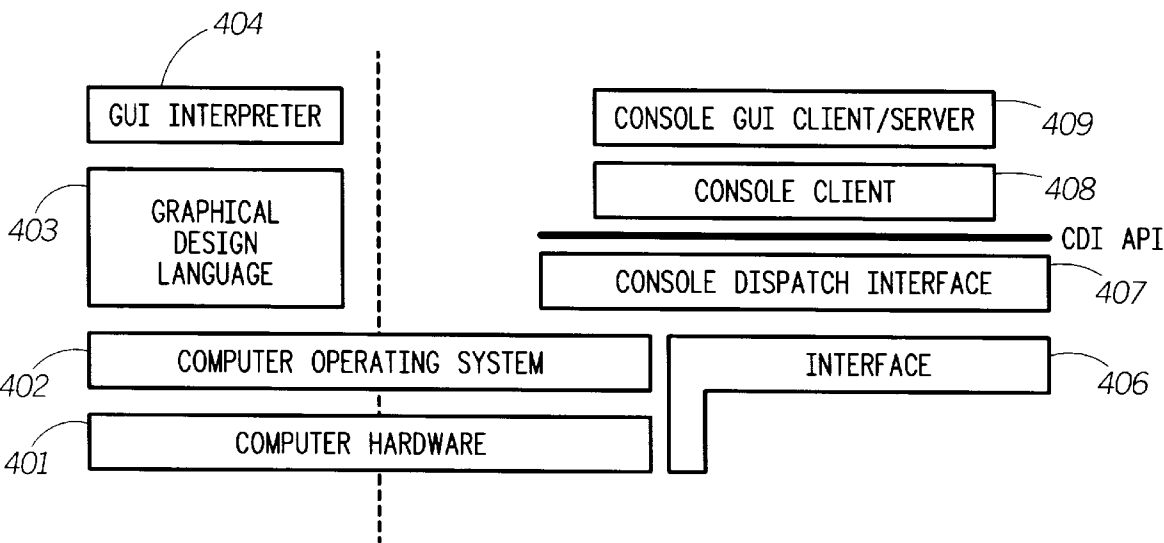 404
GUI INTERPRETER
CONSOLE GUI CLIENT/SERVER
409
403
GRAPHICAL
DESIGN
LANGUAGE
CONSOLE CLIENT
408
CDI API
CONSOLE DISPATCH INTERFACE
407
402
COMPUTER OPERATING SYSTEM
INTERFACE
406
401
COMPUTER HARDWARE